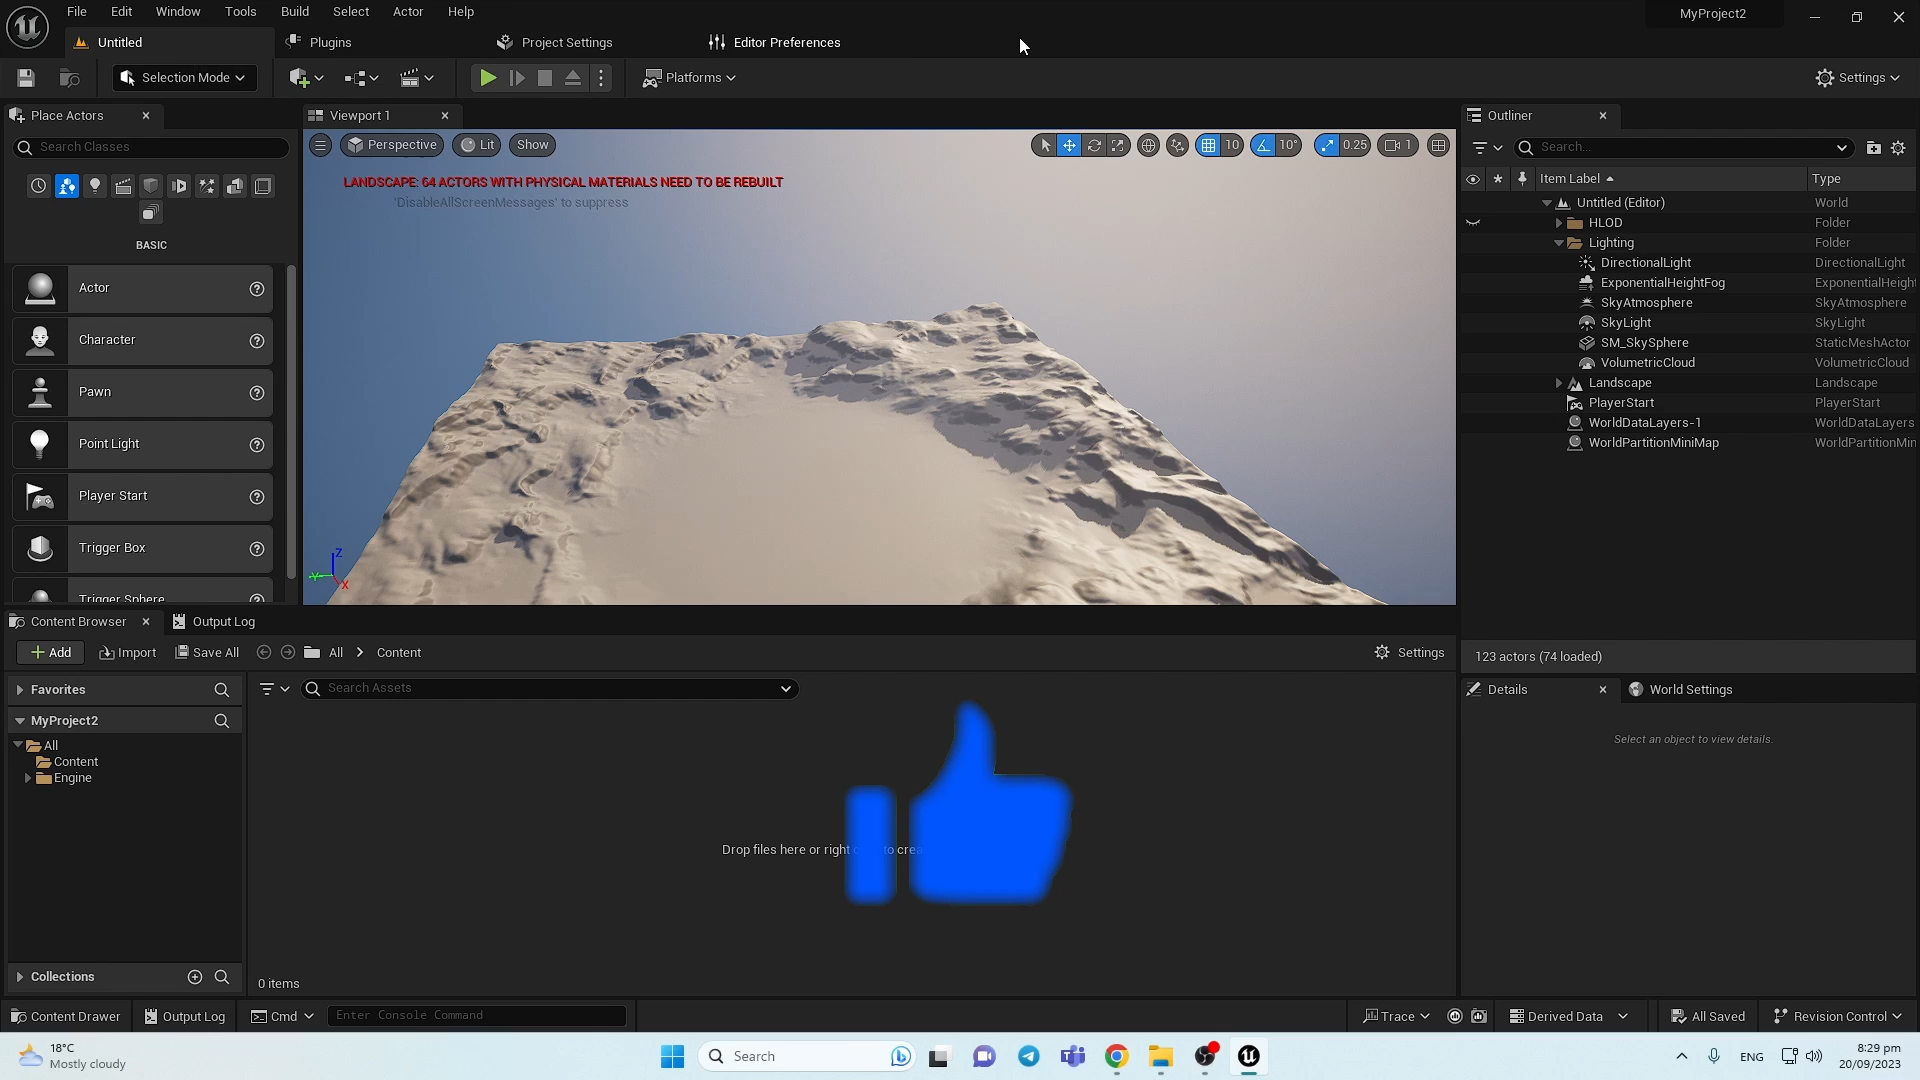 File Edit Window Tools Build Select Actor Help
MyProject2
Untitled
Plugins
Project Settings
Editor Preferences
Selection Mode
Platforms
Settings
Place Actors
Search Classes
BASIC
Actor
Character
Pawn
Point Light
Player Start
Trigger Box
Trigger Sphere
Viewport 1
Perspective
Lit
Show
10
10°
0.25
1
LANDSCAPE: 64 ACTORS WITH PHYSICAL MATERIALS NEED TO BE REBUILT
'DisableAllScreenMessages' to suppress
Z
Y
X
Outliner
Search...
Item Label Type
Untitled (Editor) World
HLOD Folder
Lighting Folder
DirectionalLight DirectionalLight
ExponentialHeightFog ExponentialHeight
SkyAtmosphere SkyAtmosphere
SkyLight SkyLight
SM_SkySphere StaticMeshActor
VolumetricCloud VolumetricCloud
Landscape Landscape
PlayerStart PlayerStart
WorldDataLayers-1 WorldDataLayers
WorldPartitionMiniMap WorldPartitionMin
123 actors (74 loaded)
Details
World Settings
Select an object to view details.
Content Browser
Output Log
Add
Import
Save All
All
Content
Settings
Favorites
MyProject2
All
Content
Engine
Collections
Search Assets
Drop files here or right to crea
0 items
Content Drawer
Output Log
Cmd
Enter Console Command
Trace
Derived Data
All Saved
Revision Control
18°C
Mostly cloudy
Search
ENG
8:29 pm
20/09/2023